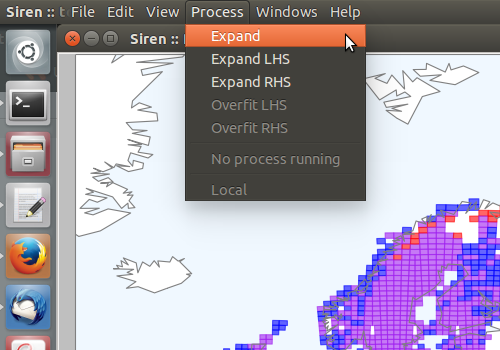 Siren :: File Edit View Process Windows Help
Siren ::
Expand
Expand LHS
Expand RHS
Overfit LHS
Overfit RHS
No process running
Local